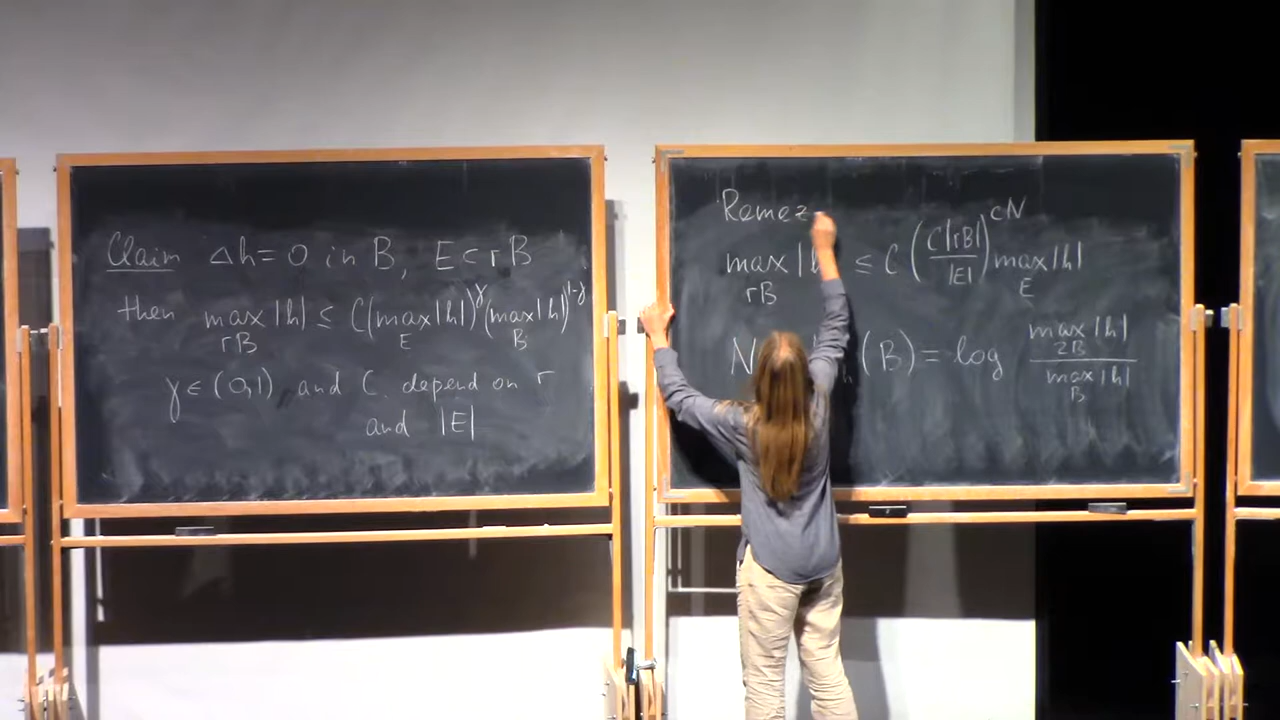 Claim Δh=0 in B, E⊂rB
then max|h| ≤ C(max|h|)^γ (max|h|)^1-γ
rB E B
γ∈(0,1) and C depend on r
and |E|
Remez
max|h ≤ C (C|rB|/|E|)^cN max|h|
rB E
N h(B) = log max|h|/max|h|
2B B